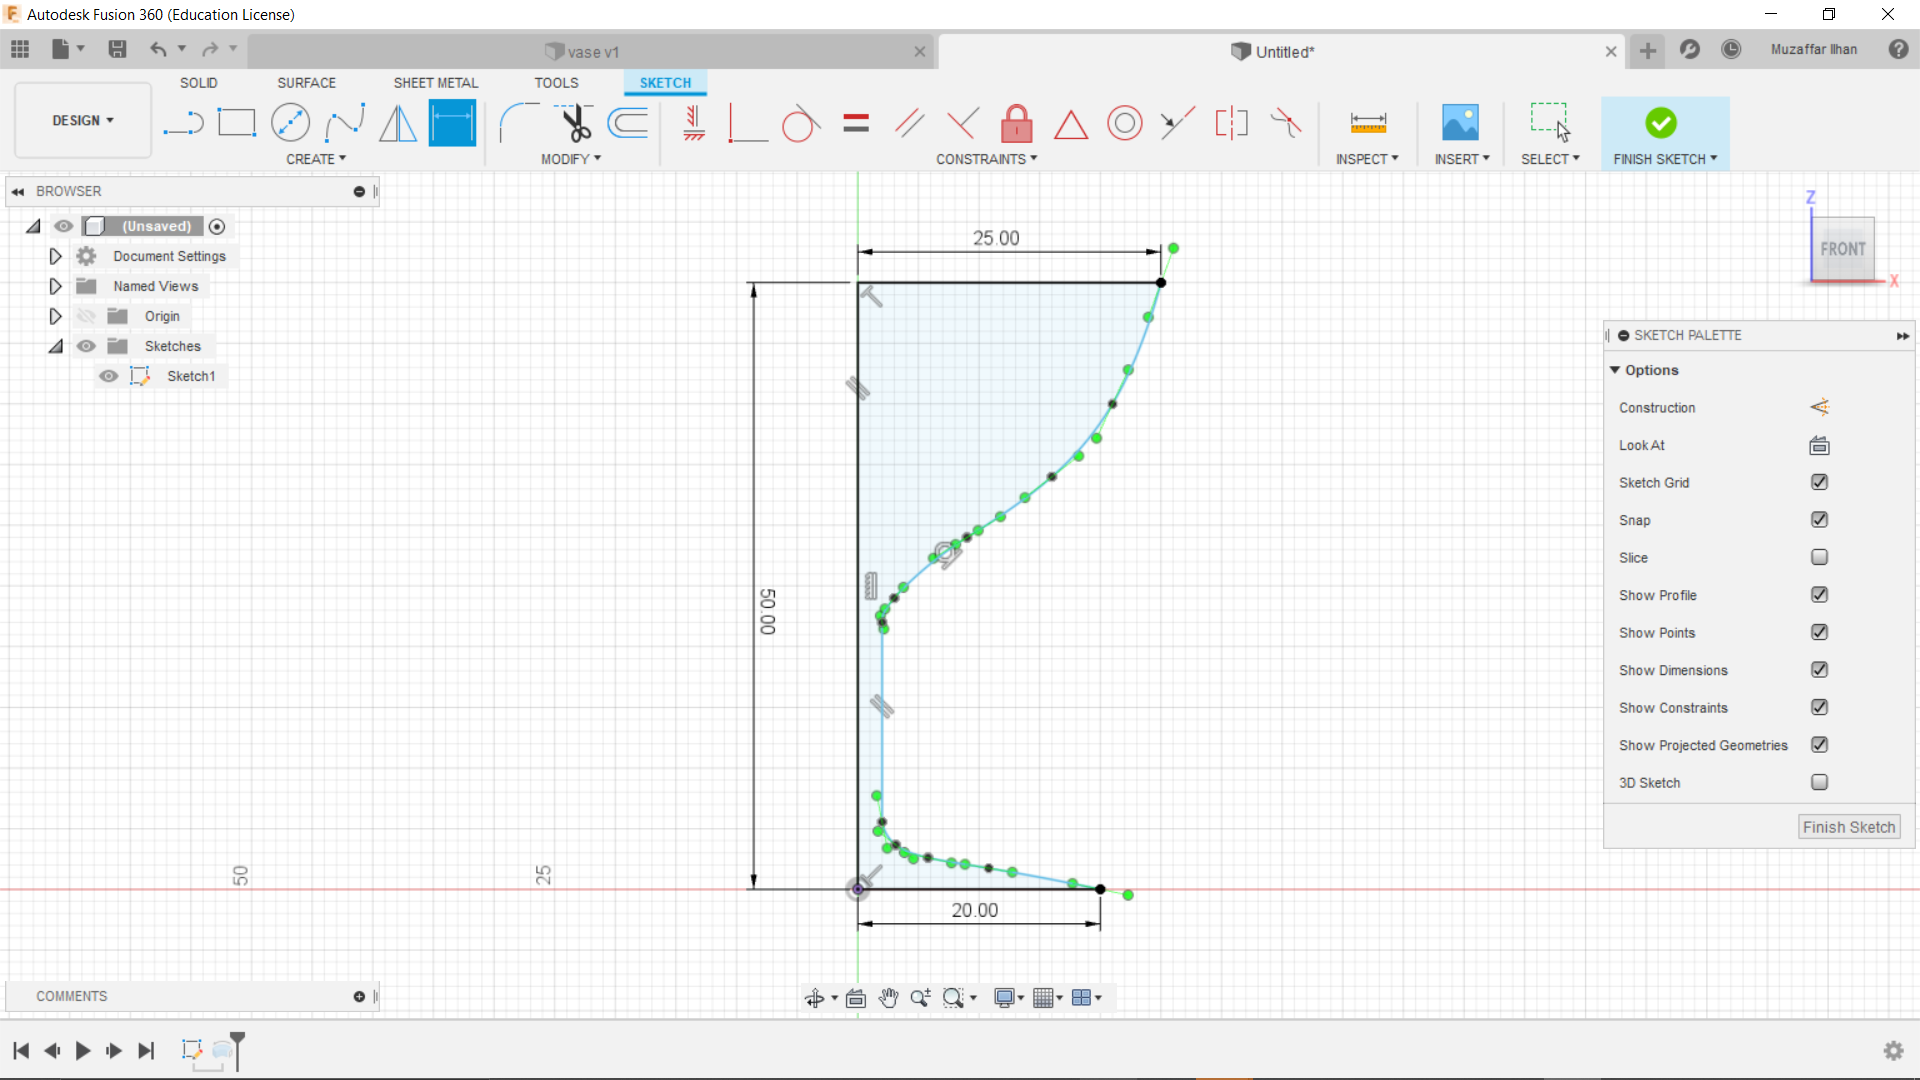 Autodesk Fusion 360 (Education License)
vase v1
Untitled*
Muzaffar Ilhan
SOLID SURFACE SHEET METAL TOOLS SKETCH
DESIGN ▾
CREATE ▾ MODIFY ▾ CONSTRAINTS ▾ INSPECT ▾ INSERT ▾ SELECT ▾ FINISH SKETCH ▾
BROWSER
(Unsaved)
Document Settings
Named Views
Origin
Sketches
Sketch1
25.00
50.00
20.00
50
25
Z
FRONT
X
SKETCH PALETTE
Options
Construction
Look At
Sketch Grid
Snap
Slice
Show Profile
Show Points
Show Dimensions
Show Constraints
Show Projected Geometries
3D Sketch
Finish Sketch
COMMENTS